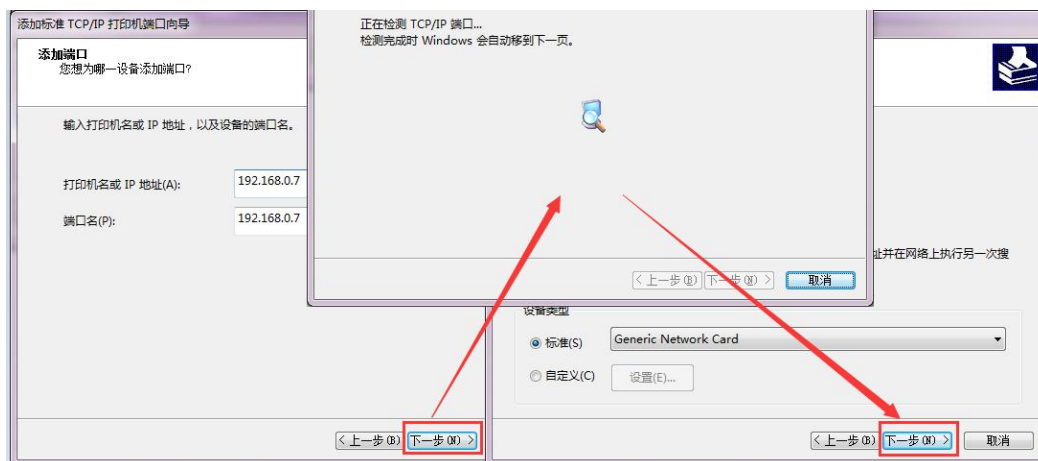 添加标准 TCP/IP 打印机端口向导
添加端口
您想为哪一设备添加端口?
输入打印机名或 IP 地址，以及设备的端口名。
打印机名或 IP 地址(A):
192.168.0.7
端口名(P):
192.168.0.7
<上一步(B)
下一步(N) >
正在检测 TCP/IP 端口...
检测完成时 Windows 会自动移到下一页。
<上一步(B)
下一步(N) >
取消
址并在网络上执行另一次搜
设备类型
标准(S)
Generic Network Card
自定义(C)
设置(E)...
<上一步(B)
下一步(N) >
取消